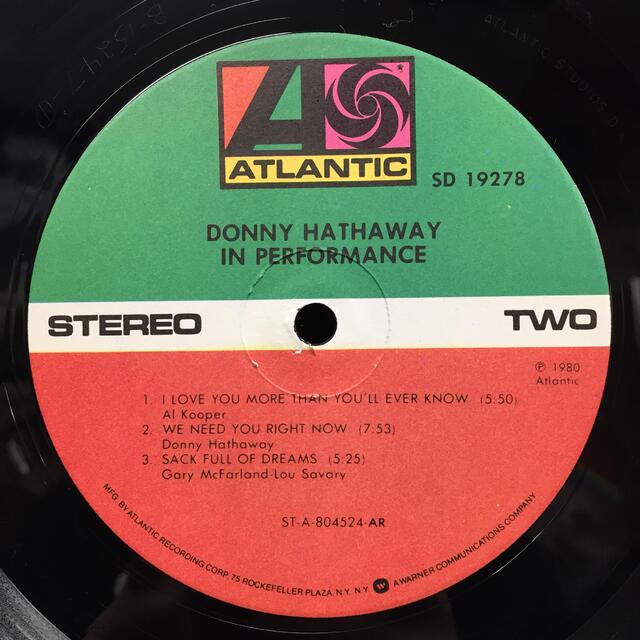 ATLANTIC
SD 19278
DONNY HATHAWAY
IN PERFORMANCE
STEREO
TWO
℗ 1980
Atlantic
1. I LOVE YOU MORE THAN YOU'LL EVER KNOW (5:50)
Al Kooper
2. WE NEED YOU RIGHT NOW (7:53)
Donny Hathaway
3. SACK FULL OF DREAMS (5:25)
Gary McFarland-Lou Savary
ST-A-804524-AR
MFG. BY ATLANTIC RECORDING CORP. 75 ROCKEFELLER PLAZA. N.Y. N.Y. A WARNER COMMUNICATIONS COMPANY